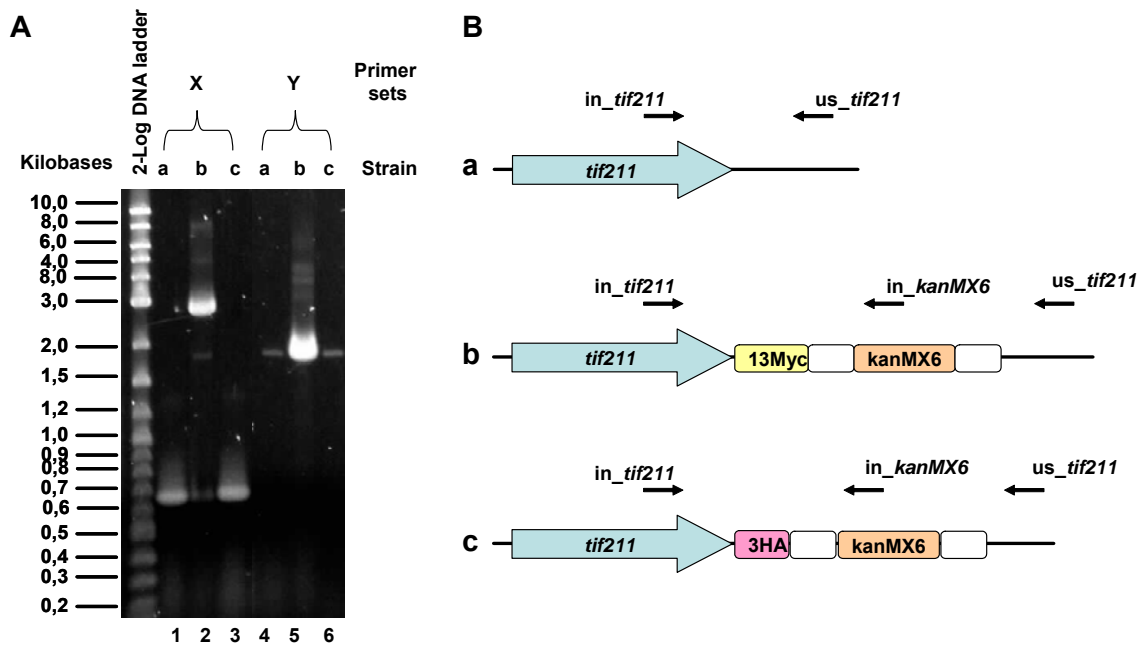 A
2-Log DNA ladder
X Y
Primer
sets
Kilobases
a b c a b c
Strain
10,0
8,0
6,0
4,0
8,0
3,0
2,0
1,5
1,2
1,0
0,9
0,8
0,7
0,6
0,5
0,4
0,3
0,2
1 2 3 4 5 6
B
in_tif211 us_tif211
a
tif211
in_tif211 in_kanMX6 us_tif211
b
tif211 13Myc kanMX6
in_tif211 in_kanMX6 us_tif211
c
tif211 3HA kanMX6